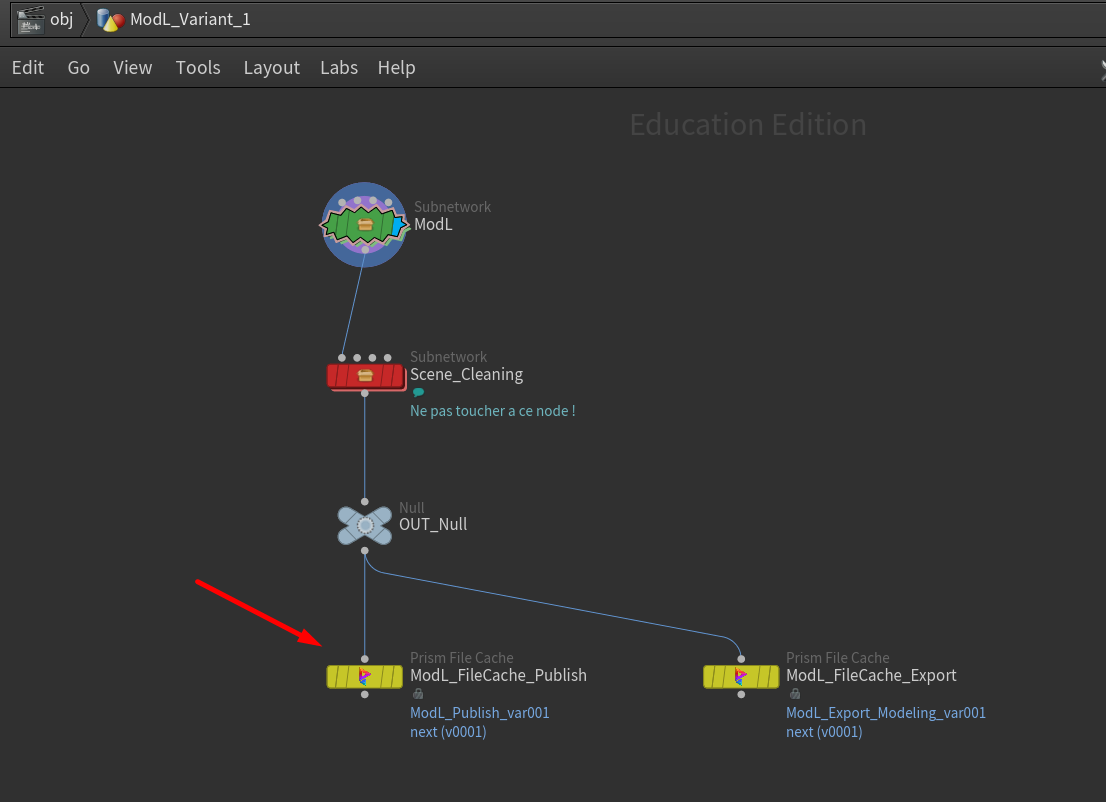 obj
ModL_Variant_1
Edit Go View Tools Layout Labs Help
Education Edition
Subnetwork
ModL
Subnetwork
Scene_Cleaning
Ne pas toucher a ce node !
Null
OUT_Null
Prism File Cache
ModL_FileCache_Publish
ModL_Publish_var001
next (v0001)
Prism File Cache
ModL_FileCache_Export
ModL_Export_Modeling_var001
next (v0001)